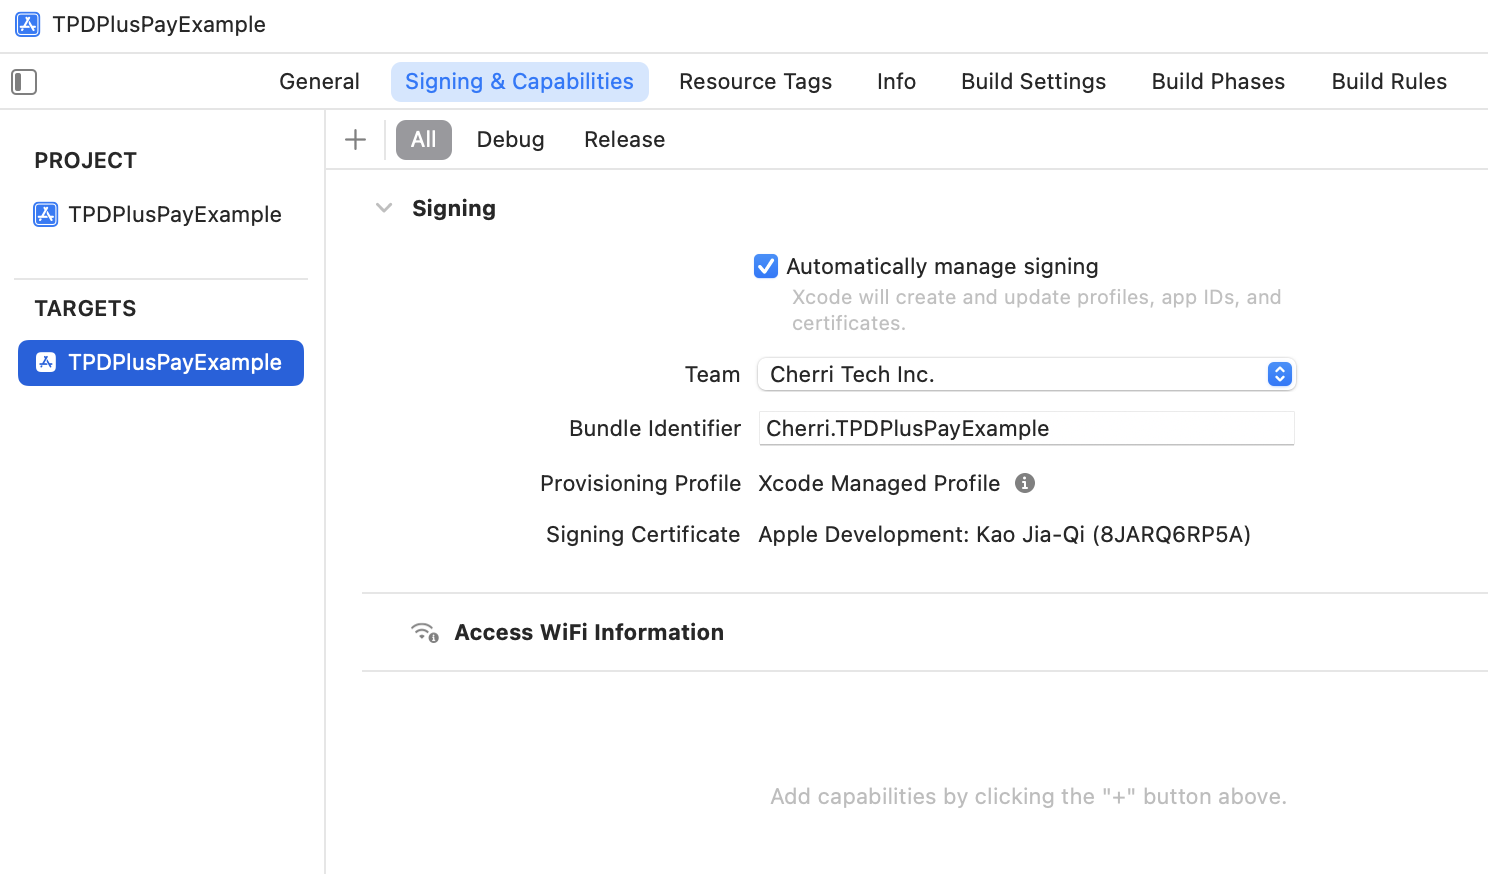 TPDPlusPayExample
General Signing & Capabilities Resource Tags Info Build Settings Build Phases Build Rules
PROJECT
TPDPlusPayExample
TARGETS
TPDPlusPayExample
+ All Debug Release
Signing
Automatically manage signing
Xcode will create and update profiles, app IDs, and
certificates.
Team Cherri Tech Inc.
Bundle Identifier Cherri.TPDPlusPayExample
Provisioning Profile Xcode Managed Profile
Signing Certificate Apple Development: Kao Jia-Qi (8JARQ6RP5A)
Access WiFi Information
Add capabilities by clicking the "+" button above.